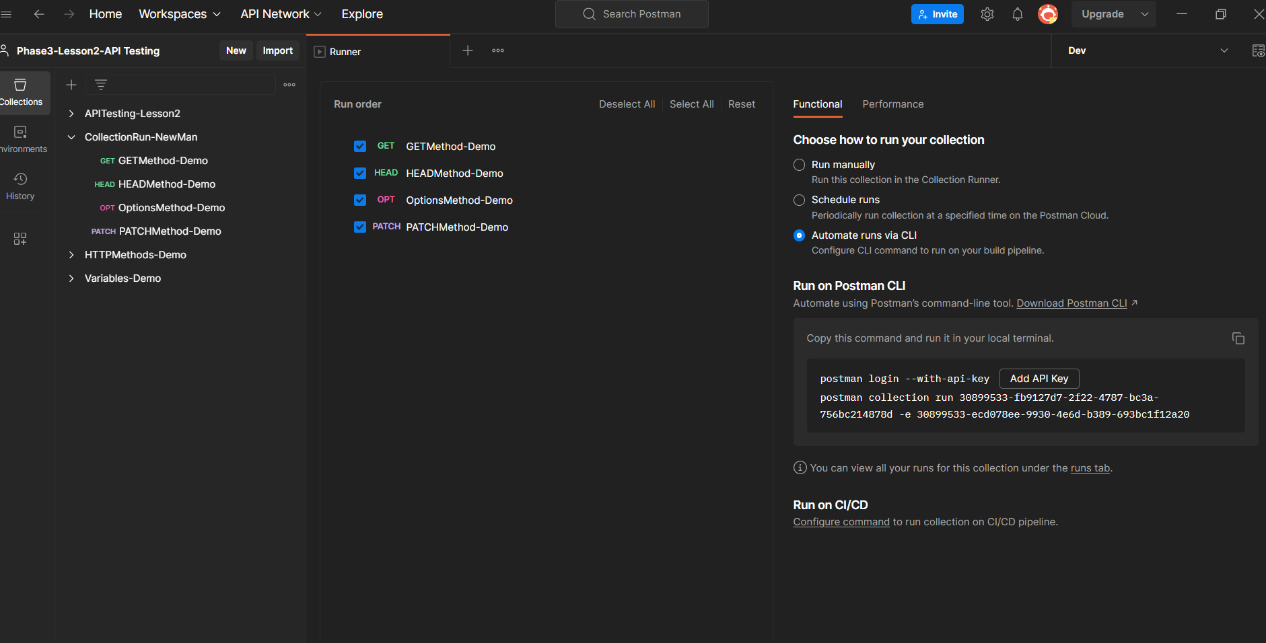 Home Workspaces API Network Explore Search Postman Invite Upgrade
Phase3-Lesson2-API Testing New Import Runner Dev
Collections
nvironments
History
APITesting-Lesson2
CollectionRun-NewMan
GET GETMethod-Demo
HEAD HEADMethod-Demo
OPT OptionsMethod-Demo
PATCH PATCHMethod-Demo
HTTPMethods-Demo
Variables-Demo
Run order Deselect All Select All Reset
GET GETMethod-Demo
HEAD HEADMethod-Demo
OPT OptionsMethod-Demo
PATCH PATCHMethod-Demo
Functional Performance
Choose how to run your collection
Run manually
Run this collection in the Collection Runner.
Schedule runs
Periodically run collection at a specified time on the Postman Cloud.
Automate runs via CLI
Configure CLI command to run on your build pipeline.
Run on Postman CLI
Automate using Postman's command-line tool. Download Postman CLI ↗
Copy this command and run it in your local terminal.
postman login --with-api-key Add API Key
postman collection run 30899533-fb9127d7-2f22-4787-bc3a-
756bc214878d -e 30899533-ecd078ee-9930-4e6d-b389-693bc1f12a20
You can view all your runs for this collection under the runs tab.
Run on CI/CD
Configure command to run collection on CI/CD pipeline.